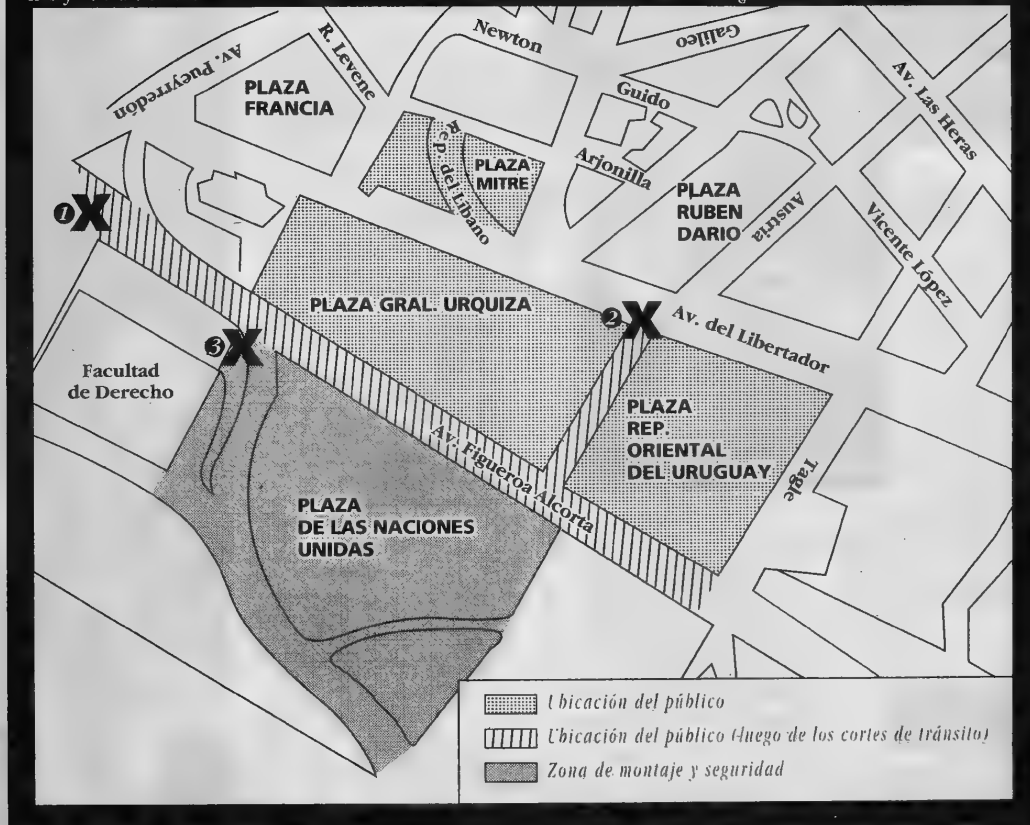 Newton
Galileo
Av. Pueyrredón
R. Levene
PLAZA
FRANCIA
Guido
Av. Las Heras
Rep. del Líbano
PLAZA
MITRE
Arjonilla
PLAZA
RUBEN
DARIO
Austria
Vicente López
1 X
PLAZA GRAL. URQUIZA
2 X
Av. del Libertador
3 X
Facultad
de Derecho
PLAZA
REP.
ORIENTAL
DEL URUGUAY
Av. Figueroa Alcorta
Tagle
PLAZA
DE LAS NACIONES
UNIDAS
Ubicación del público
Ubicación del público (luego de los cortes de tránsito)
Zona de montaje y seguridad